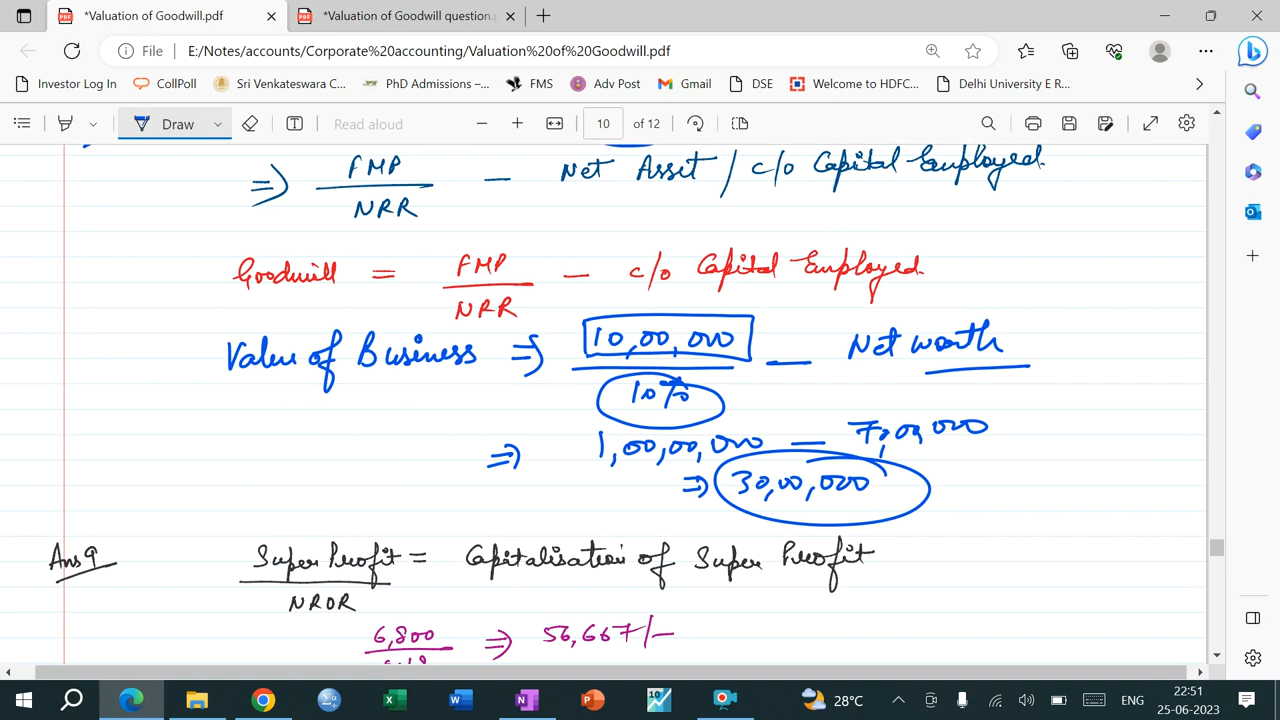 *Valuation of Goodwill.pdf
*Valuation of Goodwill question.
File E:/Notes/accounts/Corporate%20accounting/Valuation%20of%20Goodwill.pdf
Investor Log In CollPoll Sri Venkateswara C... PhD Admissions –... FMS Adv Post Gmail DSE Welcome to HDFC... Delhi University E R...
Draw Read aloud 10 of 12
⇒ FMP / NRR — Net Asset / c/o Capital Employed.
Goodwill = FMP / NRR — c/o Capital Employed.
Value of Business ⇒ 10,00,000 / 10% — Net worth
⇒ 1,00,00,000 — 
⇒ 30,00,000
Ans 9 Super Profit / NROR = Capitalisation of Super Profit
6,800 ⇒ 56,667/-
28°C ENG 22:51
25-06-2023